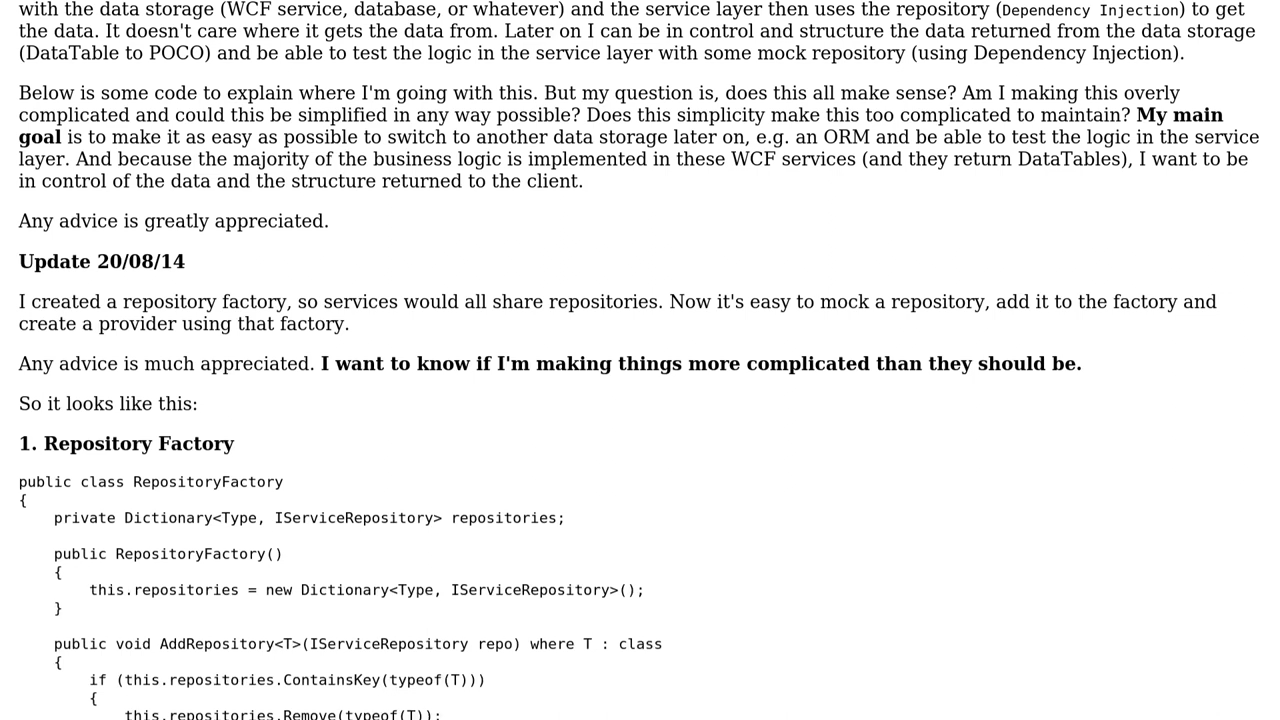 with the data storage (WCF service, database, or whatever) and the service layer then uses the repository (Dependency Injection) to get
the data. It doesn't care where it gets the data from. Later on I can be in control and structure the data returned from the data storage
(DataTable to POCO) and be able to test the logic in the service layer with some mock repository (using Dependency Injection).
Below is some code to explain where I'm going with this. But my question is, does this all make sense? Am I making this overly
complicated and could this be simplified in any way possible? Does this simplicity make this too complicated to maintain? My main
goal is to make it as easy as possible to switch to another data storage later on, e.g. an ORM and be able to test the logic in the service
layer. And because the majority of the business logic is implemented in these WCF services (and they return DataTables), I want to be
in control of the data and the structure returned to the client.
Any advice is greatly appreciated.
Update 20/08/14
I created a repository factory, so services would all share repositories. Now it's easy to mock a repository, add it to the factory and
create a provider using that factory.
Any advice is much appreciated. I want to know if I'm making things more complicated than they should be.
So it looks like this:
1. Repository Factory
public class RepositoryFactory
{
    private Dictionary<Type, IServiceRepository> repositories;
    public RepositoryFactory()
    {
        this.repositories = new Dictionary<Type, IServiceRepository>();
    }
    public void AddRepository<T>(IServiceRepository repo) where T : class
    {
        if (this.repositories.ContainsKey(typeof(T)))
        {
            this.repositories.Remove(typeof(T));